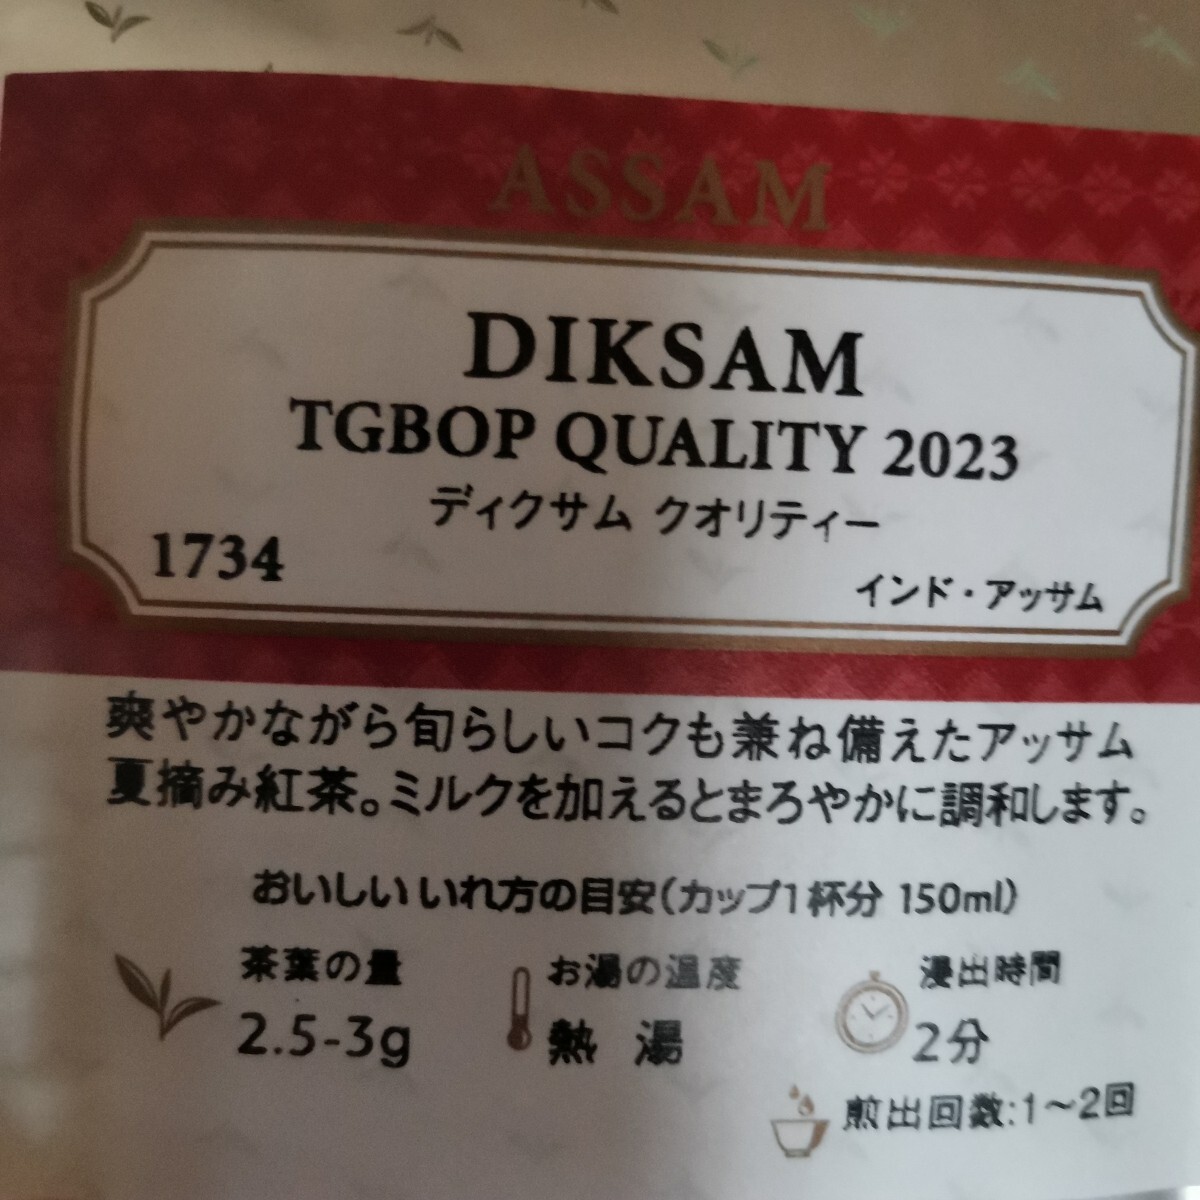 ASSAM
DIKSAM
TGBOP QUALITY 2023
ディクサム クオリティー
1734
インド・アッサム
爽やかながら旬らしいコクも兼ね備えたアッサム
夏摘み紅茶。ミルクを加えるとまろやかに調和します。
おいしいいれ方の目安(カップ1杯分 150ml)
茶葉の量
2.5-3g
お湯の温度
熱 湯
浸出時間
2分
煎出回数:1〜2回